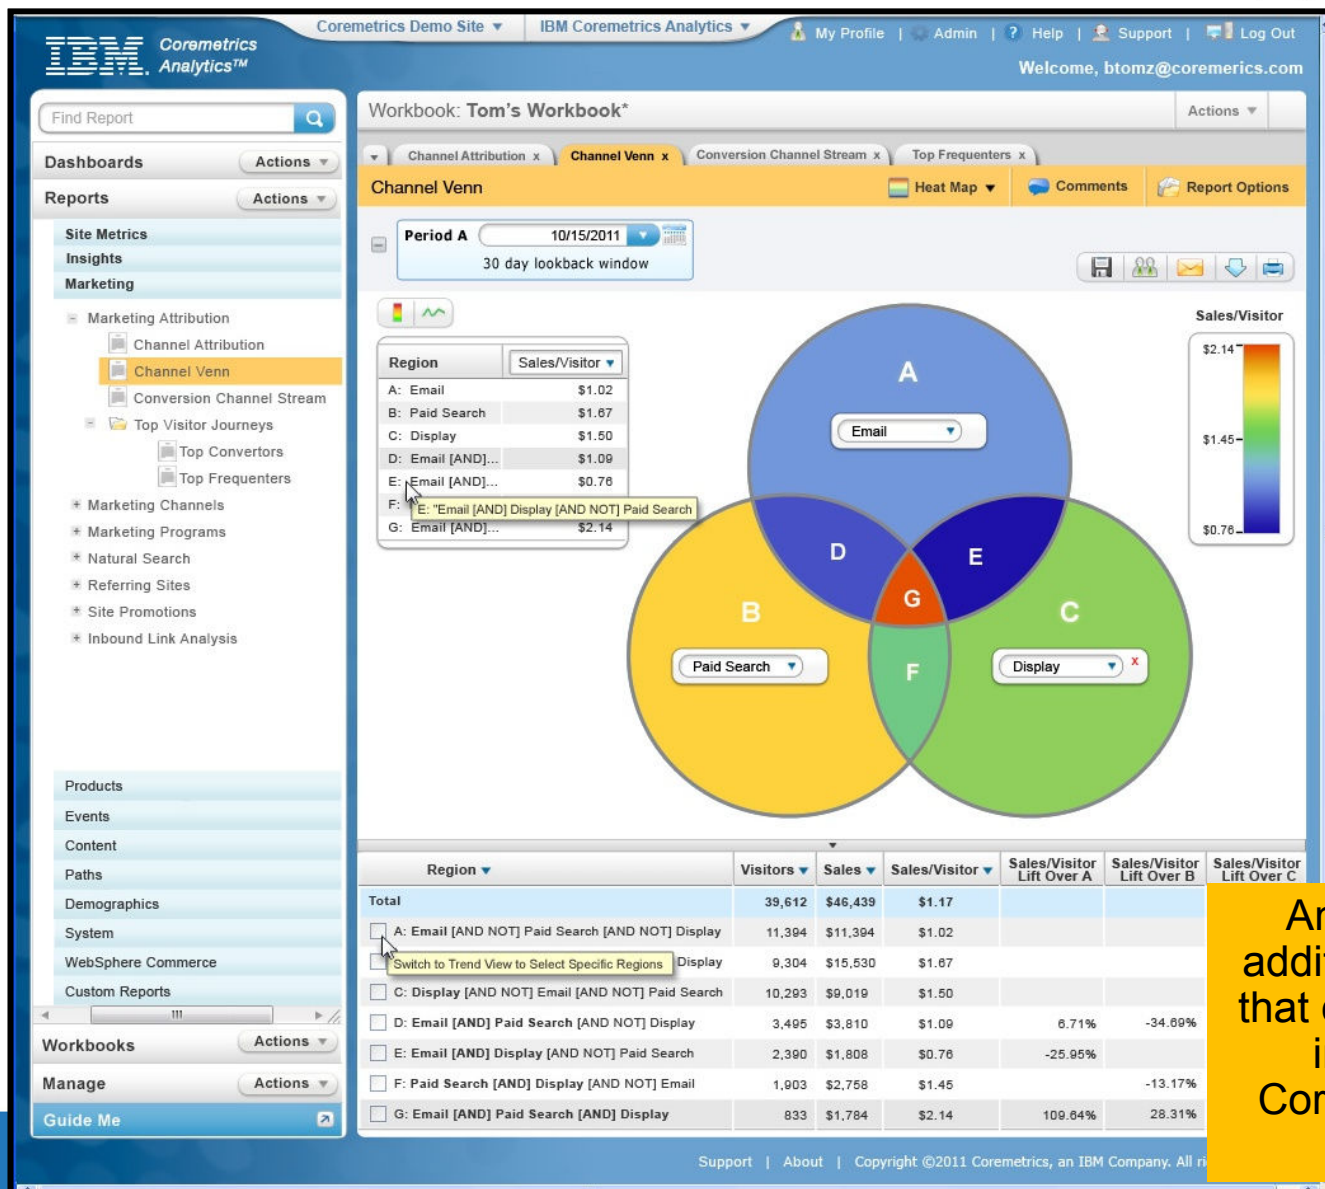 Coremetrics Demo Site
IBM Coremetrics Analytics
My Profile | Admin | Help | Support | Log Out
IBM. Coremetrics
Analytics™
Welcome, btomz@coremerics.com
Find Report
Workbook: Tom's Workbook*
Actions
Dashboards
Actions
Channel Attribution x
Channel Venn x
Conversion Channel Stream x
Top Frequenters x
Reports
Actions
Channel Venn
Heat Map
Comments
Report Options
Site Metrics
Insights
Marketing
Marketing Attribution
Channel Attribution
Channel Venn
Conversion Channel Stream
Top Visitor Journeys
Top Convertors
Top Frequenters
Marketing Channels
Marketing Programs
Natural Search
Referring Sites
Site Promotions
Inbound Link Analysis
Products
Events
Content
Paths
Demographics
System
WebSphere Commerce
Custom Reports
Workbooks
Actions
Manage
Actions
Guide Me
Period A 10/15/2011
30 day lookback window
Region Sales/Visitor
A: Email $1.02
B: Paid Search $1.67
C: Display $1.50
D: Email [AND]... $1.09
E: Email [AND]... $0.76
F:
E: "Email [AND] Display [AND NOT] Paid Search
G: Email [AND]... $2.14
A
Email
D
E
G
B
Paid Search
C
Display x
F
Sales/Visitor
$2.14
$1.45
$0.76
Region Visitors Sales Sales/Visitor Sales/Visitor Lift Over A Sales/Visitor Lift Over B Sales/Visitor Lift Over C
Total 39,612 $46,439 $1.17
A: Email [AND NOT] Paid Search [AND NOT] Display 11,394 $11,394 $1.02
Switch to Trend View to Select Specific Regions
Display 9,304 $15,530 $1.67
C: Display [AND NOT] Email [AND NOT] Paid Search 10,293 $9,019 $1.50
D: Email [AND] Paid Search [AND NOT] Display 3,495 $3,810 $1.09 6.71% -34.69%
E: Email [AND] Display [AND NOT] Paid Search 2,390 $1,808 $0.76 -25.95%
F: Paid Search [AND] Display [AND NOT] Email 1,903 $2,758 $1.45 -13.17%
G: Email [AND] Paid Search [AND] Display 833 $1,784 $2.14 109.64% 28.31%
that
Support | About | Copyright ©2011 Coremetrics, an IBM Company. All